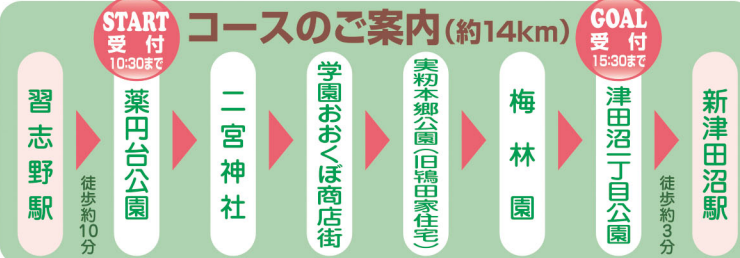 コースのご案内(約14km)
START
受付
10:30まで
GOAL
受付
15:30まで
習志野駅
徒歩約10分
薬円台公園
二宮神社
学園おおくぼ商店街
実籾本郷公園(旧鴇田家住宅)
梅林園
津田沼一丁目公園
徒歩約3分
新津田沼駅